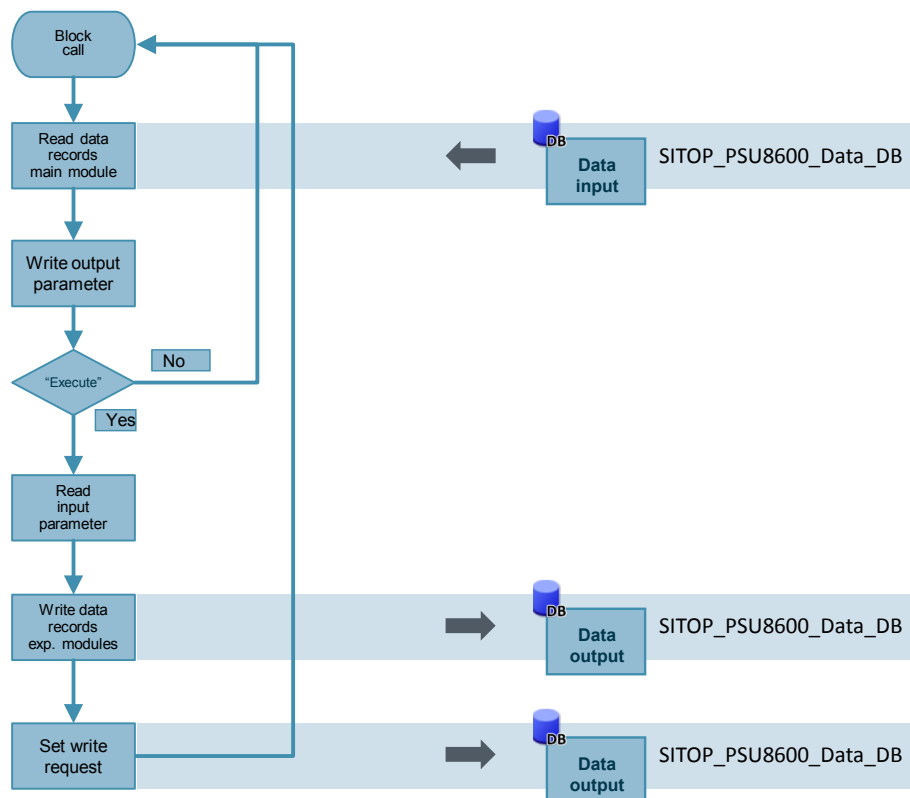 Block
call
Read data
records
main module
DB
Data
input
SITOP_PSU8600_Data_DB
Write output
parameter
"Execute"
No
Yes
Read
input
parameter
Write data
records
exp. modules
DB
Data
output
SITOP_PSU8600_Data_DB
Set write
request
DB
Data
output
SITOP_PSU8600_Data_DB